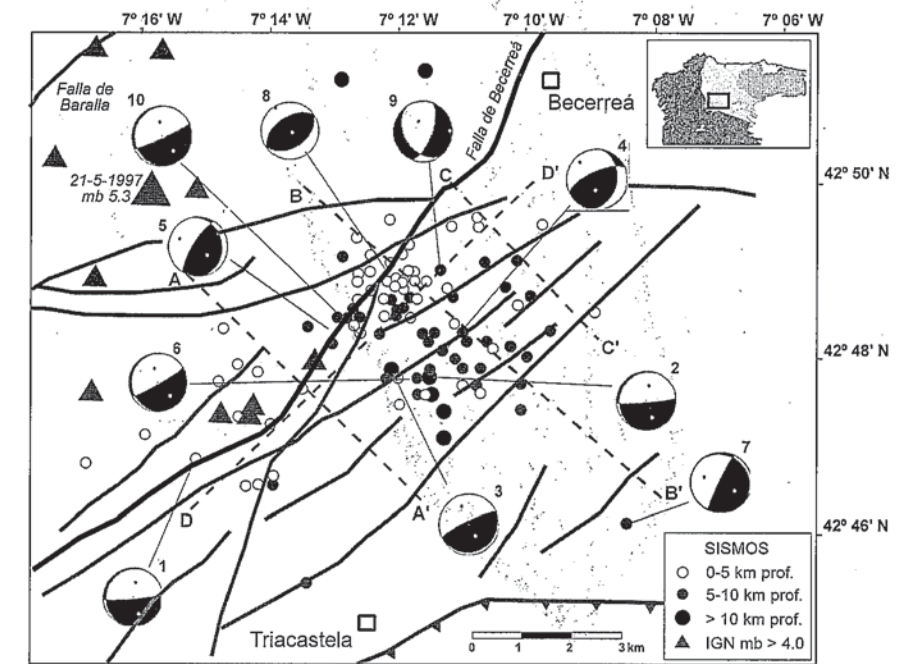 7° 16' W 7° 14' W 7° 12' W 7° 10' W 7° 08' W 7° 06' W
Falla de
Baralla
10
8
9
Falla de Becerreá
Becerreá
4
21-5-1997
mb 5.3
B
C
D'
42° 50' N
5
A
C'
42° 48' N
6
2
7
3
A'
B'
D
42° 46' N
1
Triacastela
SISMOS
0-5 km prof.
5-10 km prof.
> 10 km prof.
IGN mb > 4.0
0 1 2 3 km